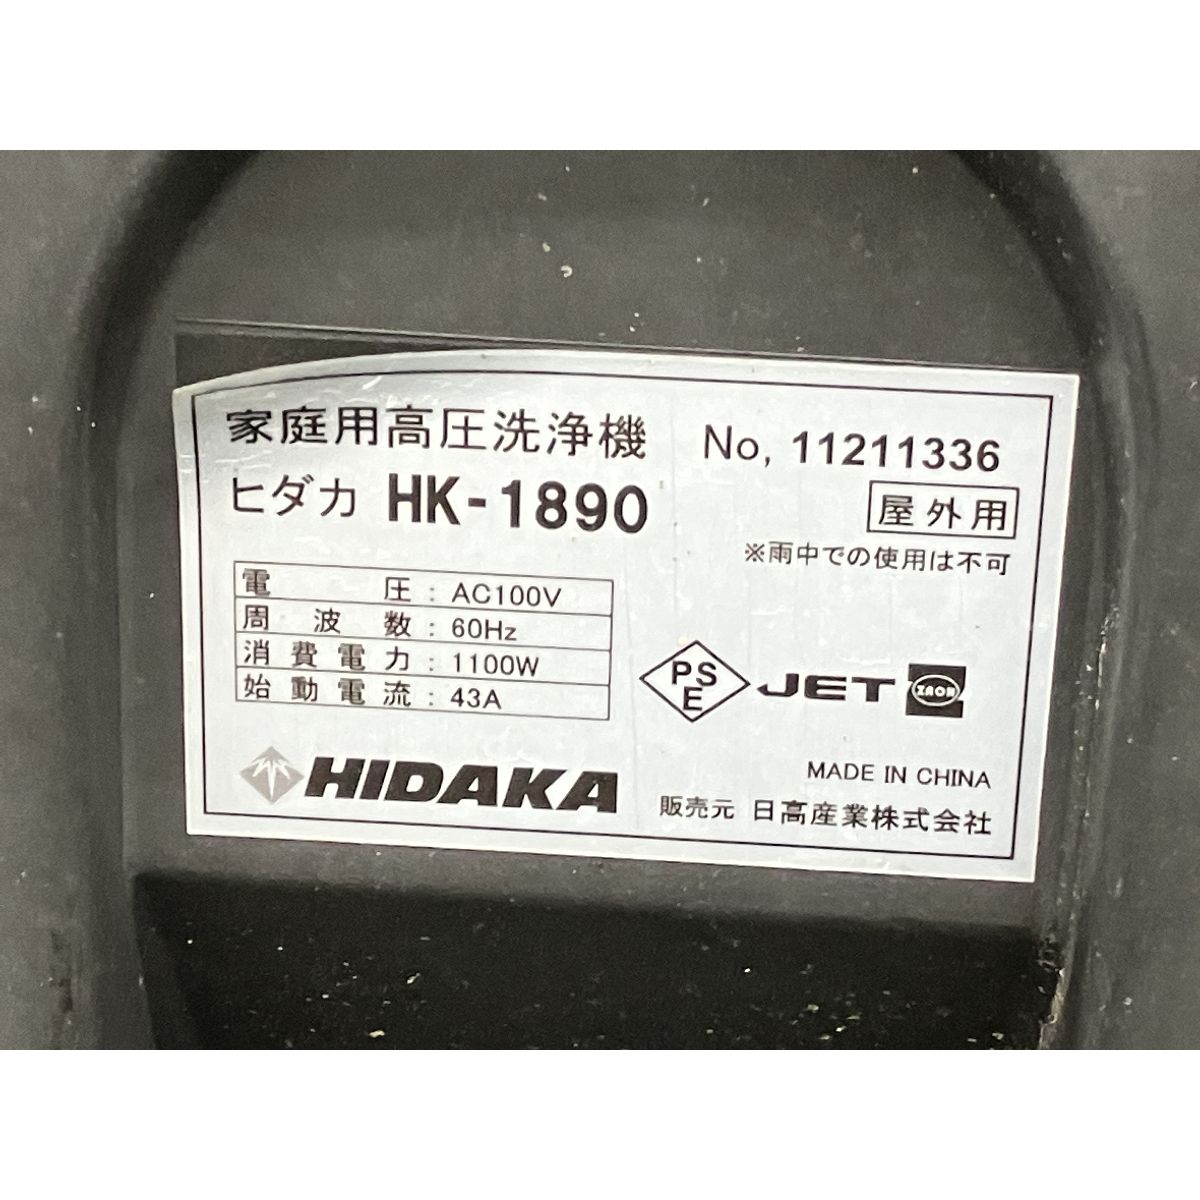 家庭用高圧洗浄機
ヒダカ HK-1890
No, 11211336
屋外用
※雨中での使用は不可
電圧 : AC100V
周波数 : 60Hz
消費電力 : 1100W
始動電流 : 43A
PS
E
JET
HIDAKA
MADE IN CHINA
販売元 日高産業株式会社